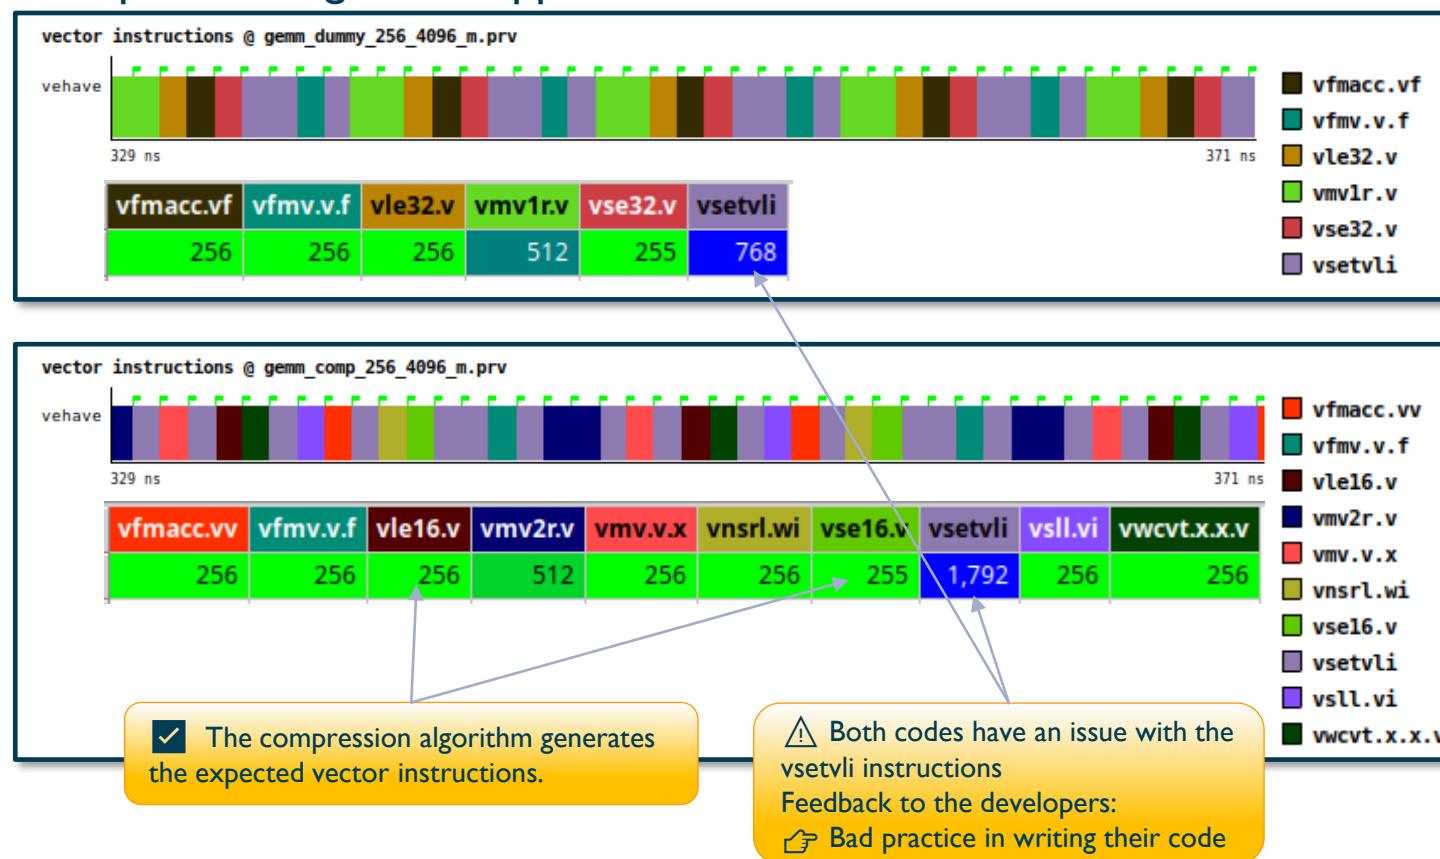 vector instructions @ gemm_dummy_256_4096_m.prv
vehave
329 ns
371 ns
vfmacc.vf
vfmv.v.f
vle32.v
vmv1r.v
vse32.v
vsetvli
vfmacc.vf vfmv.v.f vle32.v vmv1r.v vse32.v vsetvli
256 256 256 512 255 768
vector instructions @ gemm_comp_256_4096_m.prv
vehave
329 ns
371 ns
vfmacc.vv
vfmv.v.f
vle16.v
vmv2r.v
vmv.v.x
vnsrl.wi
vse16.v
vsetvli
vsll.vi
vwcvt.x.x.v
vfmacc.vv vfmv.v.f vle16.v vmv2r.v vmv.v.x vnsrl.wi vse16.v vsetvli vsll.vi vwcvt.x.x.v
256 256 256 512 256 256 255 1,792 256 256
The compression algorithm generates
the expected vector instructions.
⚠ Both codes have an issue with the
vsetvli instructions
Feedback to the developers:
👉 Bad practice in writing their code